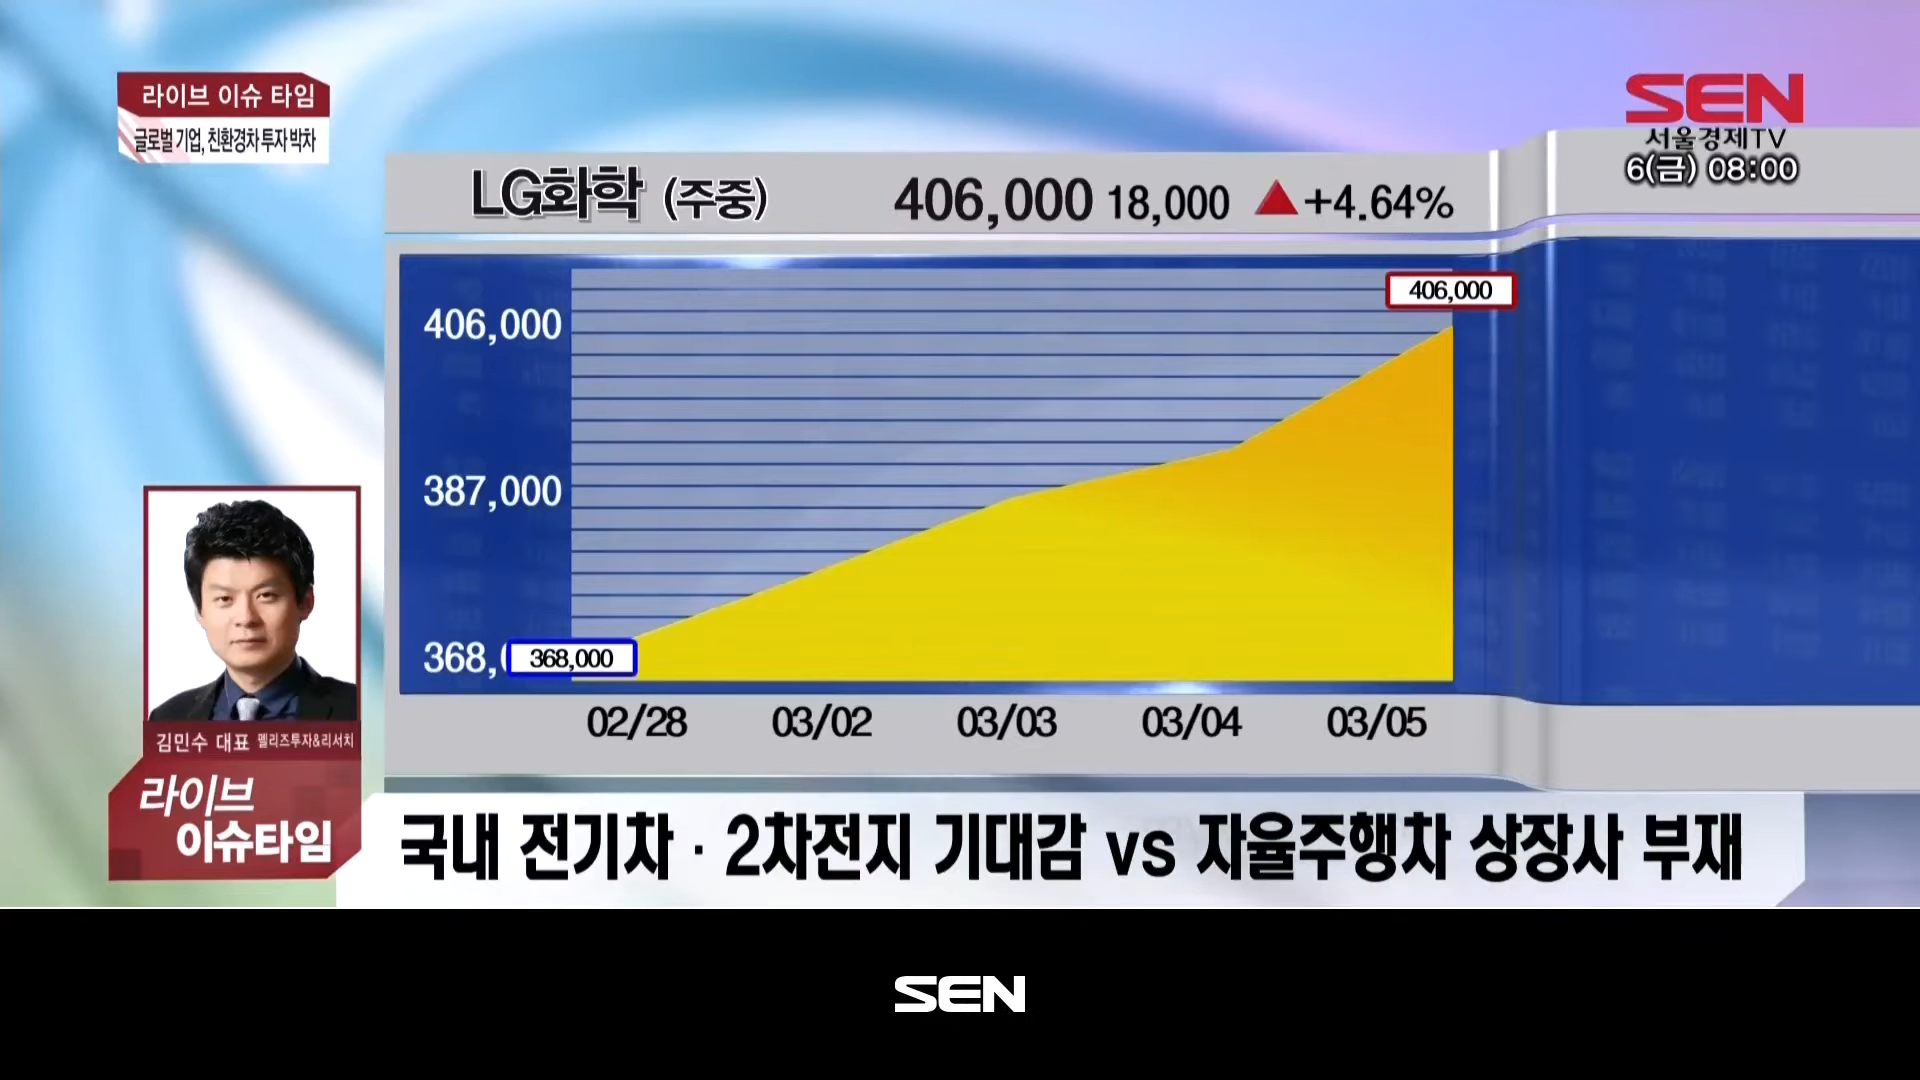 라이브 이슈 타임
글로벌 기업, 친환경차 투자 박차
SEN
서울경제TV
6(금) 08:00
LG화학 (주중) 406,000 18,000 ▲+4.64%
406,000
406,000
387,000
368,0
368,000
02/28 03/02 03/03 03/04 03/05
김민수 대표 멜리즈투자&리서치
라이브
이슈타임
국내 전기차·2차전지 기대감 vs 자율주행차 상장사 부재
SEN